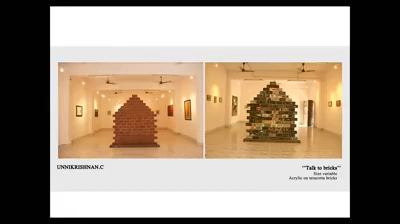 UNNIKRISHNAN.C
"Talk to bricks"
Size variable
Acrylic on terracotta bricks